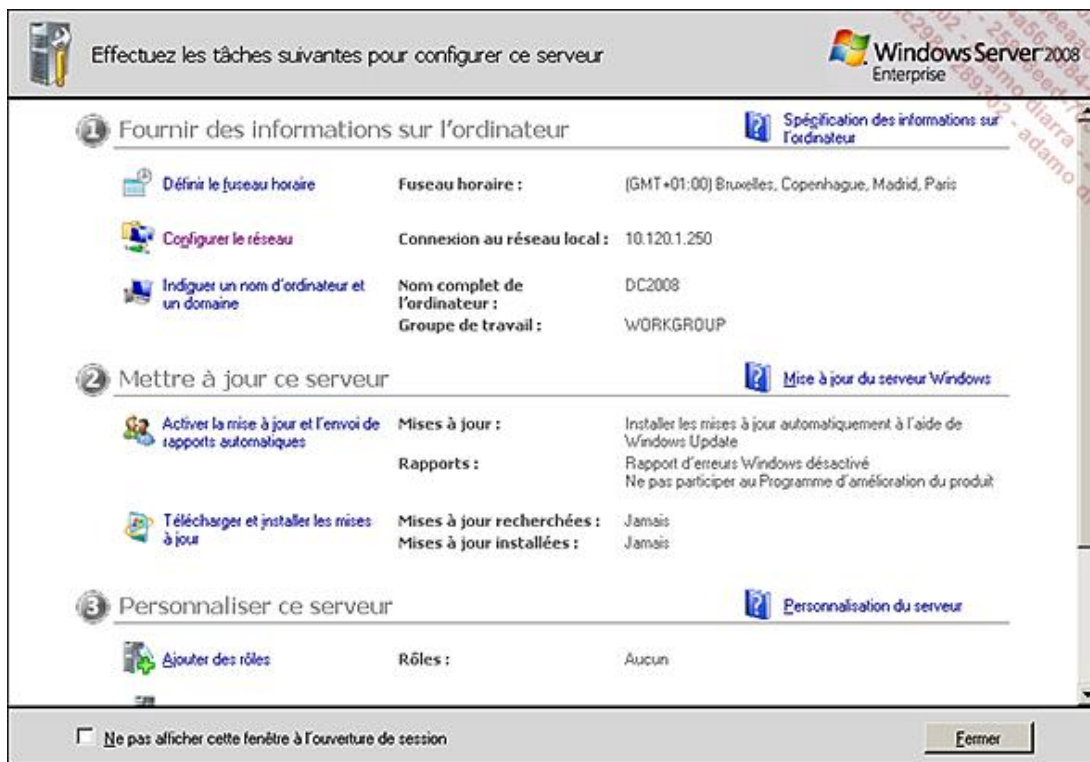 Effectuez les tâches suivantes pour configurer ce serveur
Windows Server 2008
Enterprise
1 Fournir des informations sur l'ordinateur
Spécification des informations sur
l'ordinateur
Définir le fuseau horaire
Fuseau horaire :
(GMT+01:00) Bruxelles, Copenhague, Madrid, Paris
Configurer le réseau
Connexion au réseau local :
10.120.1.250
Indiquer un nom d'ordinateur et
un domaine
Nom complet de
l'ordinateur :
DC2008
Groupe de travail :
WORKGROUP
2 Mettre à jour ce serveur
Mise à jour du serveur Windows
Activer la mise à jour et l'envoi de
rapports automatiques
Mises à jour :
Installer les mises à jour automatiquement à l'aide de
Windows Update
Rapports :
Rapport d'erreurs Windows désactivé
Ne pas participer au Programme d'amélioration du produit
Télécharger et installer les mises
à jour
Mises à jour recherchées :
Jamais
Mises à jour installées :
Jamais
3 Personnaliser ce serveur
Personnalisation du serveur
Ajouter des rôles
Rôles :
Aucun
Ne pas afficher cette fenêtre à l'ouverture de session
Fermer